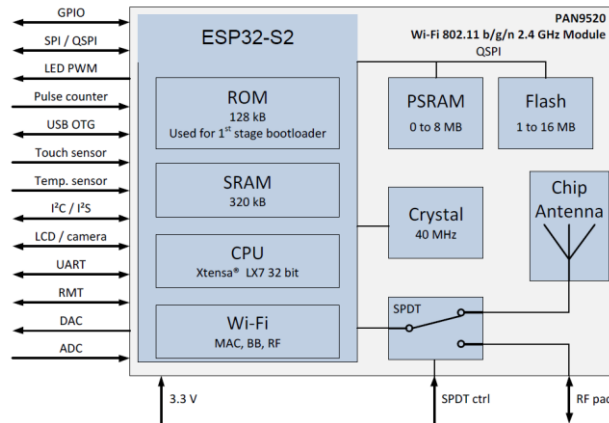 PAN9520
Wi-Fi 802.11 b/g/n 2.4 GHz Module
GPIO
SPI / QSPI
LED PWM
Pulse counter
USB OTG
Touch sensor
Temp. sensor
I²C / I²S
LCD / camera
UART
RMT
DAC
ADC
ESP32-S2
ROM
128 kB
Used for 1st stage bootloader
SRAM
320 kB
CPU
Xtensa® LX7 32 bit
Wi-Fi
MAC, BB, RF
QSPI
PSRAM
0 to 8 MB
Flash
1 to 16 MB
Crystal
40 MHz
Chip
Antenna
SPDT
3.3 V
SPDT ctrl
RF pad